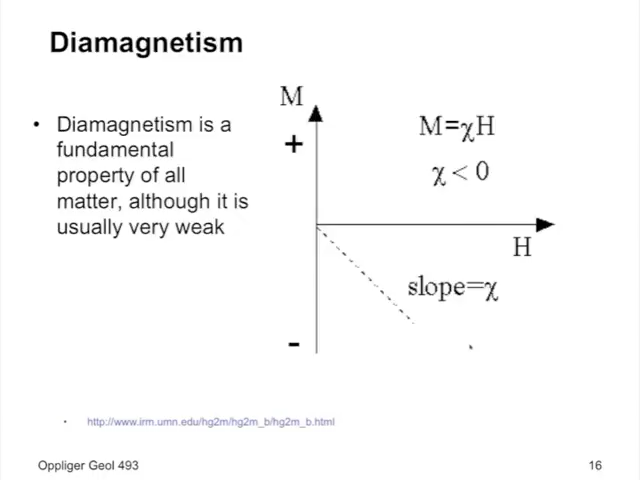 Diamagnetism
• Diamagnetism is a
fundamental
property of all
matter, although it is
usually very weak
M
+
M=χH
χ < 0
H
slope=χ
-
• http://www.irm.umn.edu/hg2m/hg2m_b/hg2m_b.html
Oppliger Geol 493
16